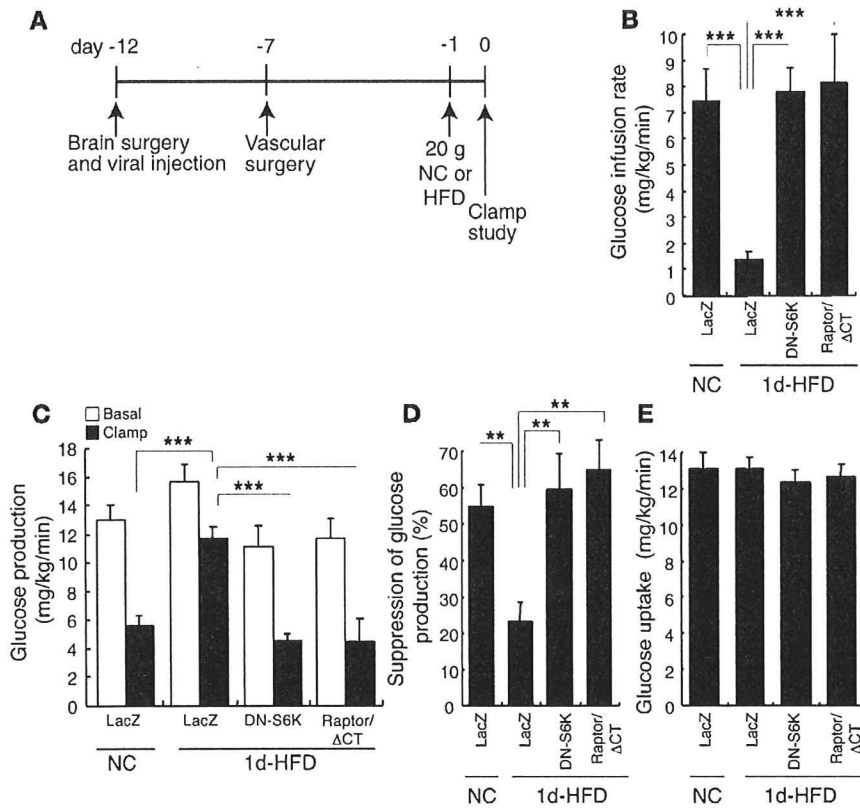 A
day -12 -7 -1 0
Brain surgery
and viral injection
Vascular
surgery
20 g
NC or
HFD
Clamp
study
B
Glucose infusion rate
(mg/kg/min)
10
9
8
7
6
5
4
3
2
1
0
***
*** ***
LacZ LacZ DN-S6K Raptor/
ΔCT
NC 1d-HFD
C
Basal
Clamp
Glucose production
(mg/kg/min)
18
16
14
12
10
8
6
4
2
0
***
***
***
LacZ LacZ DN-S6K Raptor/
ΔCT
NC 1d-HFD
D
Suppression of glucose
production (%)
70
60
50
40
30
20
10
0
**
** **
LacZ LacZ DN-S6K Raptor/
ΔCT
NC 1d-HFD
E
Glucose uptake (mg/kg/min)
14
12
10
8
6
4
2
0
LacZ LacZ DN-S6K Raptor/
ΔCT
NC 1d-HFD